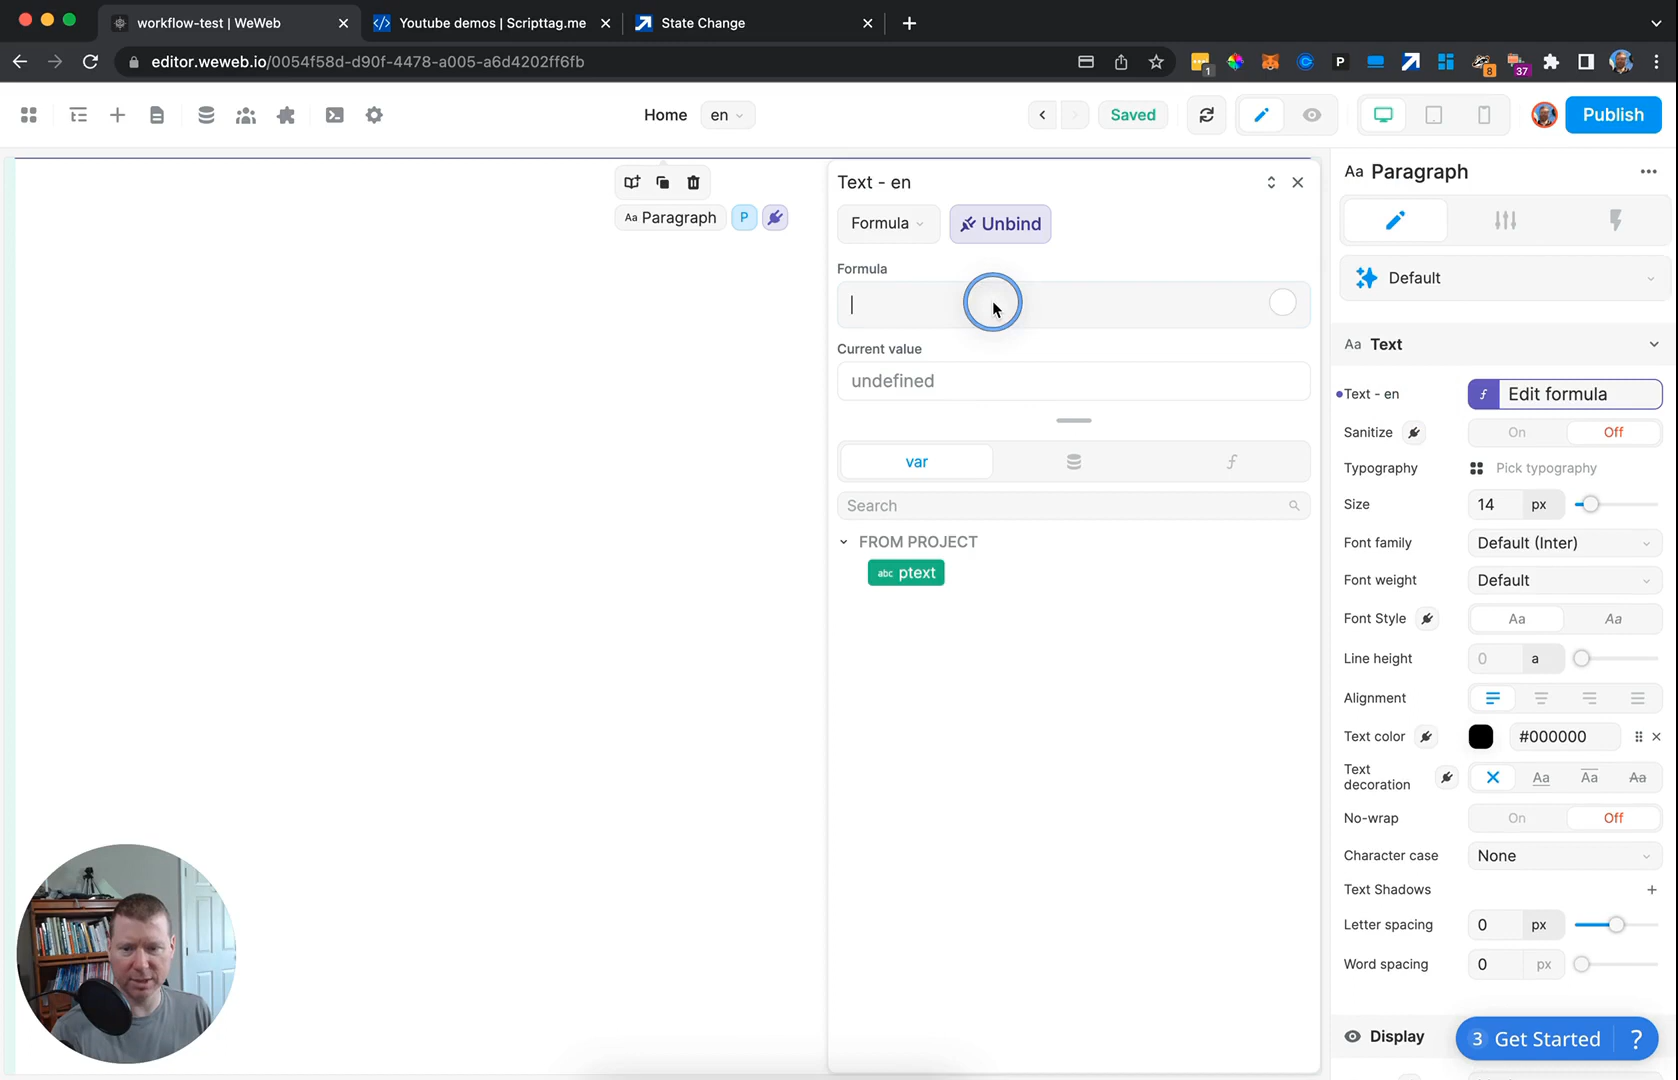 workflow-test | WeWeb
Youtube demos | Scripttag.me
State Change
editor.weweb.io/0054f58d-d90f-4478-a005-a6d4202ff6fb
1
P
8
37
Home
en
Saved
Publish
Aa Paragraph
P
Text - en
Formula
Unbind
Formula
Current value
undefined
var
f
Search
FROM PROJECT
abc ptext
Aa Paragraph
Default
Aa Text
Text - en
f Edit formula
Sanitize
On
Off
Typography
Pick typography
Size
14
px
Font family
Default (Inter)
Font weight
Default
Font Style
Aa
Aa
Line height
0
a
Alignment
Text color
#000000
Text
decoration
Aa
Aa
Aa
No-wrap
On
Off
Character case
None
Text Shadows
Letter spacing
0
px
Word spacing
0
px
Display
3 Get Started ?